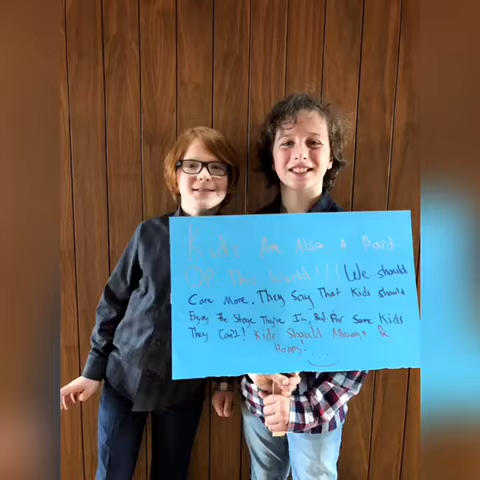 Kids Are Also A Part
OF The World!!! We should
Care More. They Say That Kids should
Enjoy the Stage They're In, But For Some Kids
They Can't! Kids Should Always Be
Happy. . . .